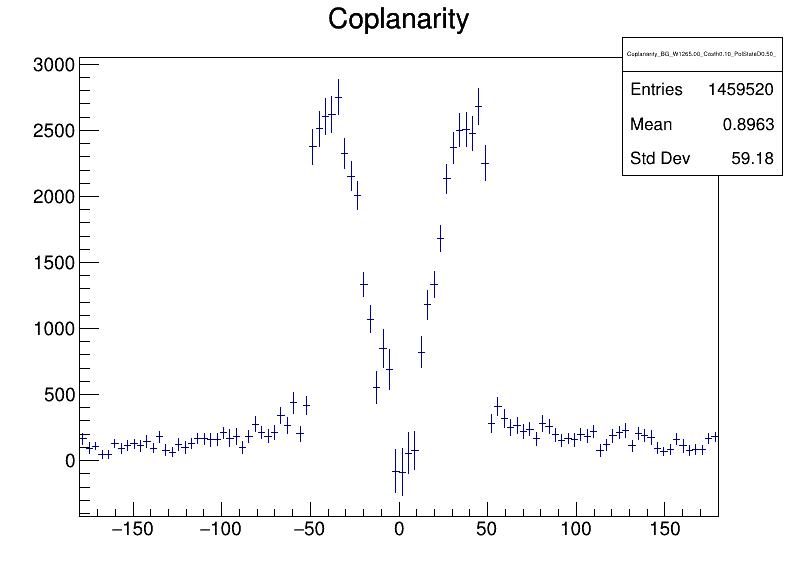 Coplanarity
Coplanarity_BG_W1265.00_Costh0.10_PolStateD0.50_
Entries 1459520
Mean 0.8963
Std Dev 59.18
3000
2500
2000
1500
1000
500
0
−150 −100 −50 0 50 100 150